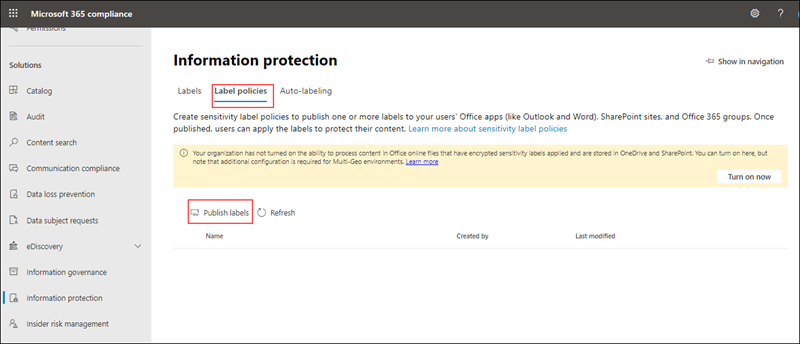 Microsoft 365 compliance
Permissions
Solutions
Catalog
Audit
Content search
Communication compliance
Data loss prevention
Data subject requests
eDiscovery
Information governance
Information protection
Insider risk management
Information protection
Show in navigation
Labels Label policies Auto-labeling
Create sensitivity label policies to publish one or more labels to your users' Office apps (like Outlook and Word), SharePoint sites, and Office 365 groups. Once
published, users can apply the labels to protect their content. Learn more about sensitivity label policies
Your organization has not turned on the ability to process content in Office online files that have encrypted sensitivity labels applied and are stored in OneDrive and SharePoint. You can turn on here, but
note that additional configuration is required for Multi-Geo environments. Learn more
Turn on now
Publish labels Refresh
Name Created by Last modified